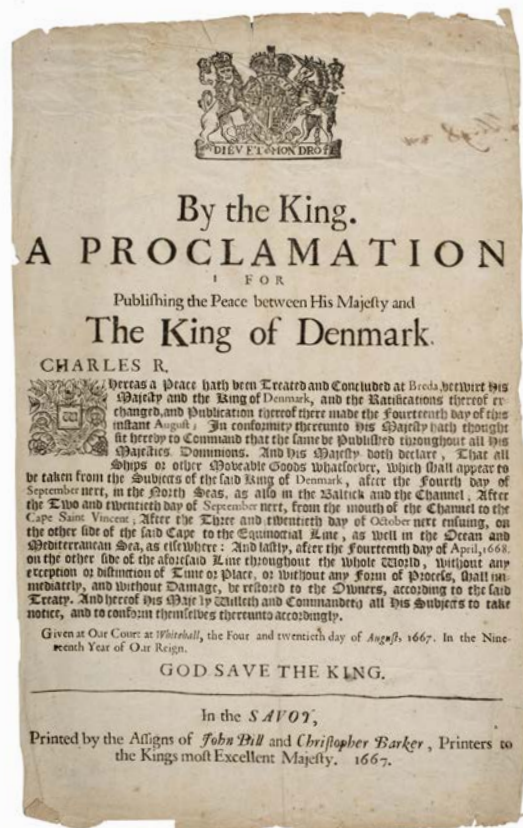 DIEV ET MON DROIT
By the King.
A PROCLAMATION
FOR
Publiſhing the Peace between His Majeſty and
The King of Denmark.
CHARLES R.
Whereas a Peace hath been Treated and Concluded at Breda, betwixt His
Majeſty and the King of Denmark, and the Ratifications thereof ex-
changed, and Publication thereof there made the Fourteenth day of this
inſtant Auguſt; In conformity thereunto His Majeſty hath thought
fit hereby to Command that the ſame be Publiſhed throughout all His
Majeſties Dominions. And His Majeſty doth declare, That all
Ships or other Moveable Goods whatſoever, which ſhall appear to
be taken from the Subjects of the ſaid King of Denmark, after the Fourth day of
September next, in the North Seas, as alſo in the Baltick and the Channel; After
the Two and twentieth day of September next, from the mouth of the Channel to the
Cape Saint Vincent; After the Three and twentieth day of October next enſuing, on
the other ſide of the ſaid Cape to the Equinoctial Line, as well in the Ocean and
Mediterranean Sea, as elſewhere: And laſtly, after the Fourteenth day of April, 1668.
on the other ſide of the aforeſaid Line throughout the whole World, without any
exception or diſtinction of Time or Place, or without any Form of Proceſs, ſhall im-
mediately, and without Damage, be reſtored to the Owners, according to the ſaid
Treaty. And hereof His Maje ty Willeth and Commandeth all His Subjects to take
notice, and to conform themſelves thereunto accordingly.
Given at Our Court at Whitehall, the Four and twentieth day of Auguſt, 1667. In the Nine-
teenth Year of Our Reign.
GOD SAVE THE KING.
In the SAVOY,
Printed by the Aſſigns of John Bill and Chriſtopher Barker, Printers to
the Kings moſt Excellent Majeſty. 1667.